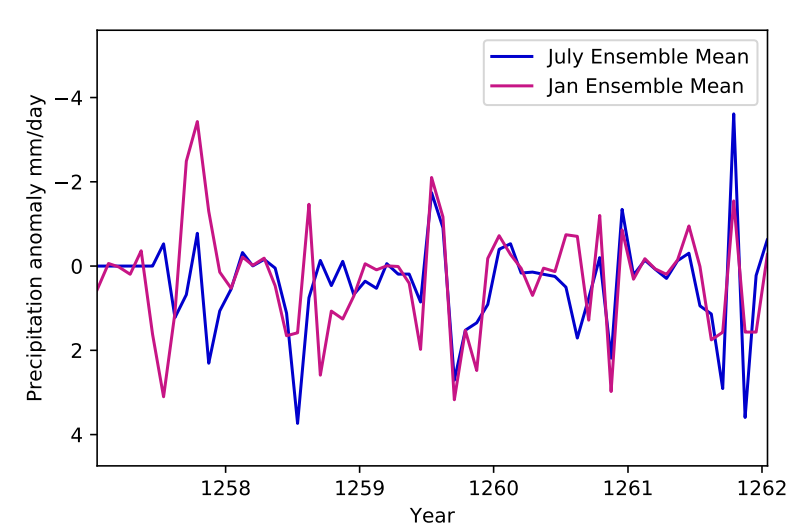 July Ensemble Mean
Jan Ensemble Mean
Precipitation anomaly mm/day
−4
−2
0
2
4
1258
1259
1260
1261
1262
Year